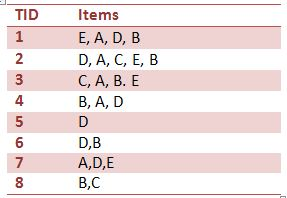 TID Items
1 E, A, D, B
2 D, A, C, E, B
3 C, A, B. E
4 B, A, D
5 D
6 D,B
7 A,D,E
8 B,C